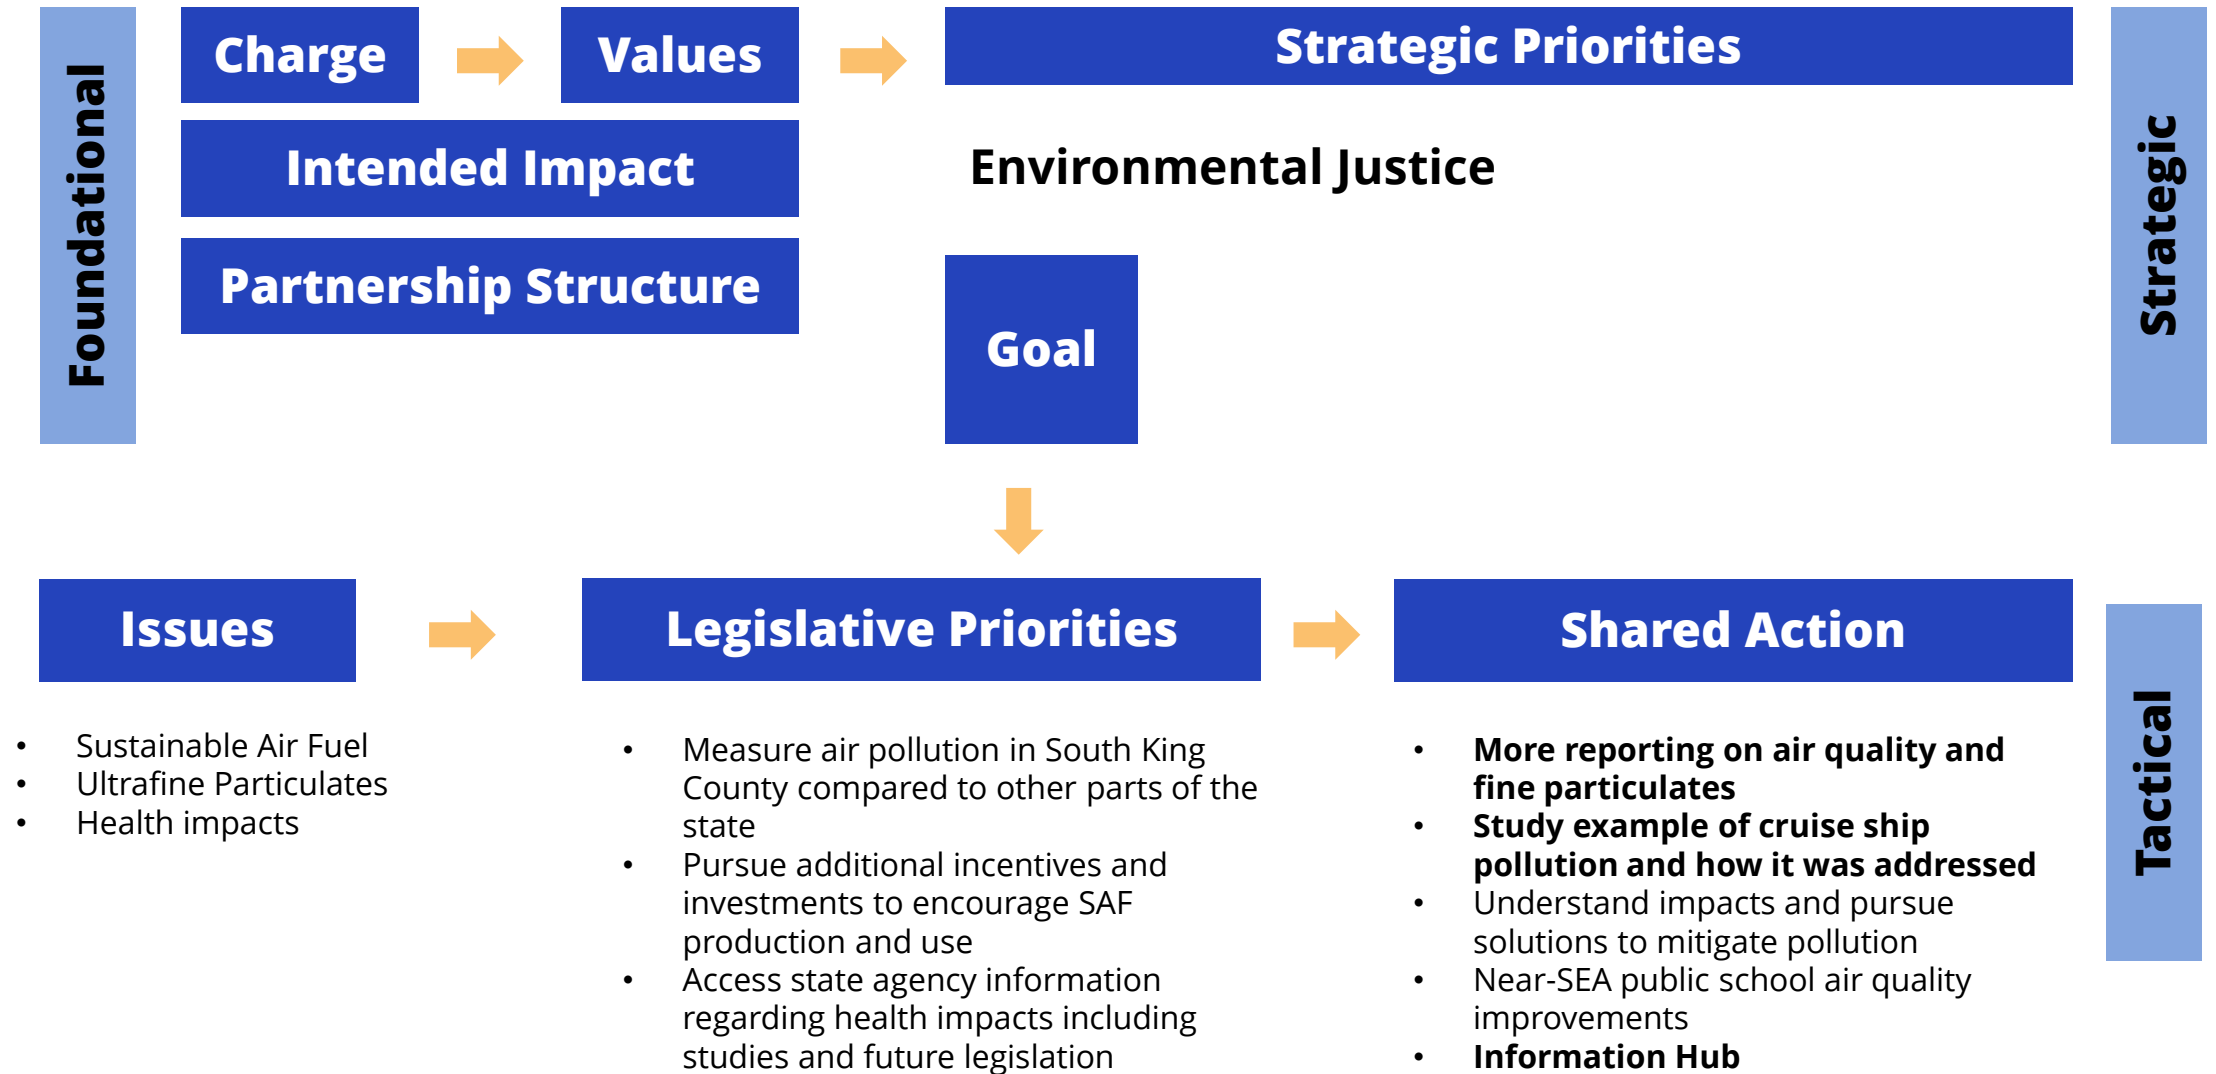 Foundational
Charge
Values
Strategic Priorities
Strategic
Intended Impact
Environmental Justice
Partnership Structure
Goal
Issues
Legislative Priorities
Shared Action
Tactical
• Sustainable Air Fuel
• Ultrafine Particulates
• Health impacts
• Measure air pollution in South King
County compared to other parts of the
state
• Pursue additional incentives and
investments to encourage SAF
production and use
• Access state agency information
regarding health impacts including
studies and future legislation
• More reporting on air quality and
fine particulates
• Study example of cruise ship
pollution and how it was addressed
• Understand impacts and pursue
solutions to mitigate pollution
• Near-SEA public school air quality
improvements
• Information Hub